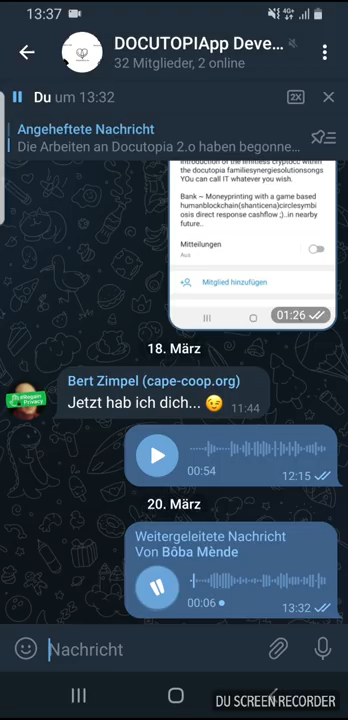 13:37
4G+
DOCUTOPIApp Deve...
32 Mitglieder, 2 online
Du um 13:32
2X
Angeheftete Nachricht
Die Arbeiten an Docutopia 2.o haben begonne...
introduction of the limitless cryptocc within
the docutopia familiesynergiesolutionsongs
YOu can call IT whatever you wish.
Bank ~ Moneyprinting with a game based
humanblockchain(shanticena)circlesymbi
osis direct response cashflow ;)..in nearby
future..
Mitteilungen
Aus
Mitglied hinzufügen
01:26
18. März
Bert Zimpel (cape-coop.org)
Jetzt hab ich dich... 😉
11:44
00:54
12:15
20. März
Weitergeleitete Nachricht
Von Bôba Mènde
00:06
13:32
Nachricht
DU SCREEN RECORDER